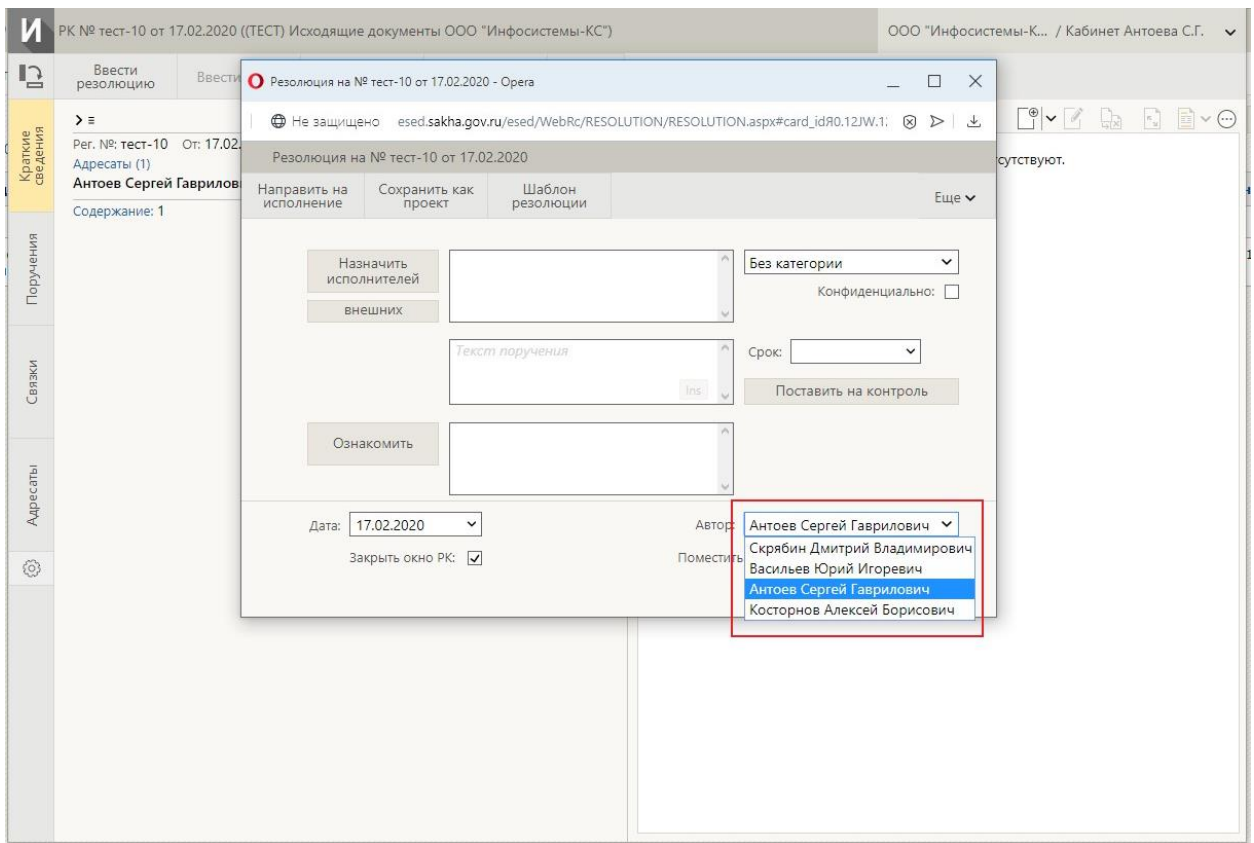 И
РК № тест-10 от 17.02.2020 ((ТЕСТ) Исходящие документы ООО "Инфосистемы-КС")
ООО "Инфосистемы-К... / Кабинет Антоева С.Г.
Ввести
резолюцию
Ввести
Краткие
сведения
Поручения
Связки
Адресаты
Рег. №: тест-10 От: 17.02.
Адресаты (1)
Антоев Сергей Гаврилов
Содержание: 1
сутствуют.
Резолюция на № тест-10 от 17.02.2020 - Opera
Не защищено esed.sakha.gov.ru/esed/WebRc/RESOLUTION/RESOLUTION.aspx#card_idЯ0.12JW.1
Резолюция на № тест-10 от 17.02.2020
Направить на
исполнение
Сохранить как
проект
Шаблон
резолюции
Еще
Назначить
исполнителей
внешних
Без категории
Конфиденциально:
Текст поручения
Ins
Срок:
Поставить на контроль
Ознакомить
Дата: 17.02.2020
Автор: Антоев Сергей Гаврилович
Скрябин Дмитрий Владимирович
Закрыть окно РК:
Поместить
Васильев Юрий Игоревич
Антоев Сергей Гаврилович
Косторнов Алексей Борисович